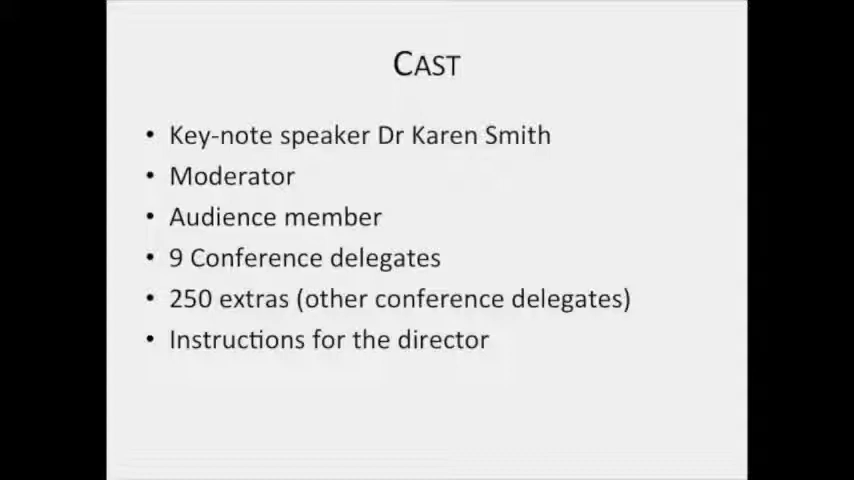 CAST
• Key-note speaker Dr Karen Smith
• Moderator
• Audience member
• 9 Conference delegates
• 250 extras (other conference delegates)
• Instructions for the director